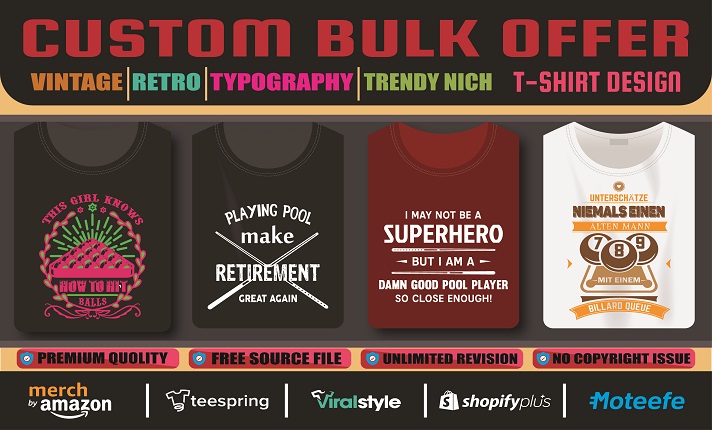 CUSTOM BULK OFFER
VINTAGE RETRO TYPOGRAPHY TRENDY NICH T-SHIRT DESIGN
THIS GIRL KNOWS
HOW TO HIT
BALLS
PLAYING POOL
make
RETIREMENT
GREAT AGAIN
I MAY NOT BE A
SUPERHERO
BUT I AM A
DAMN GOOD POOL PLAYER
SO CLOSE ENOUGH!
UNTERSCHÄTZE
NIEMALS EINEN
ALTEN MANN
7 8 9
-MIT EINEM-
BILLARD QUEUE
PREMIUM QUOLITY FREE SOURCE FILE UNLIMITED REVISION NO COPYRIGHT ISSUE
merch by amazon teespring Viralstyle shopifyplus Moteefe